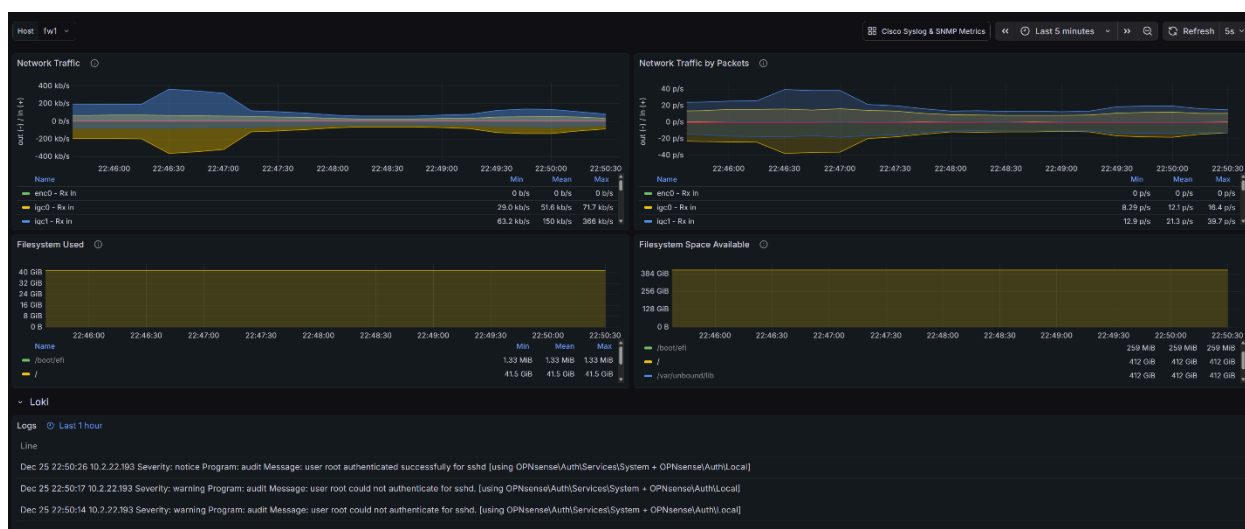 Host fw1
Cisco Syslog & SNMP Metrics
Last 5 minutes
Refresh 5s
Network Traffic
out (-) / in (+)
400 kb/s
200 kb/s
0 b/s
-200 kb/s
-400 kb/s
22:46:00 22:46:30 22:47:00 22:47:30 22:48:00 22:48:30 22:49:00 22:49:30 22:50:00 22:50:30
Name Min Mean Max
enc0 - Rx in 0 b/s 0 b/s 0 b/s
igc0 - Rx in 29.0 kb/s 51.6 kb/s 71.7 kb/s
igc1 - Rx in 63.2 kb/s 150 kb/s 366 kb/s
Network Traffic by Packets
out (-) / in (+)
40 p/s
20 p/s
0 p/s
-20 p/s
-40 p/s
22:46:00 22:46:30 22:47:00 22:47:30 22:48:00 22:48:30 22:49:00 22:49:30 22:50:00 22:50:30
Name Min Mean Max
enc0 - Rx in 0 p/s 0 p/s 0 p/s
igc0 - Rx in 8.29 p/s 12.1 p/s 16.4 p/s
igc1 - Rx in 12.9 p/s 21.3 p/s 39.7 p/s
Filesystem Used
40 GiB
32 GiB
24 GiB
16 GiB
8 GiB
0 B
22:46:00 22:46:30 22:47:00 22:47:30 22:48:00 22:48:30 22:49:00 22:49:30 22:50:00 22:50:30
Name Min Mean Max
/boot/efi 1.33 MiB 1.33 MiB 1.33 MiB
/ 41.5 GiB 41.5 GiB 41.5 GiB
Filesystem Space Available
384 GiB
256 GiB
128 GiB
0 B
22:46:00 22:46:30 22:47:00 22:47:30 22:48:00 22:48:30 22:49:00 22:49:30 22:50:00 22:50:30
/boot/efi 259 MiB 259 MiB 259 MiB
/ 412 GiB 412 GiB 412 GiB
/var/unbound/lib 412 GiB 412 GiB 412 GiB
Loki
Logs Last 1 hour
Line
Dec 25 22:50:26 10.2.22.193 Severity: notice Program: audit Message: user root authenticated successfully for sshd [using OPNsense\Auth\Services\System + OPNsense\Auth\Local]
Dec 25 22:50:17 10.2.22.193 Severity: warning Program: audit Message: user root could not authenticate for sshd. [using OPNsense\Auth\Services\System + OPNsense\Auth\Local]
Dec 25 22:50:14 10.2.22.193 Severity: warning Program: audit Message: user root could not authenticate for sshd. [using OPNsense\Auth\Services\System + OPNsense\Auth\Local]